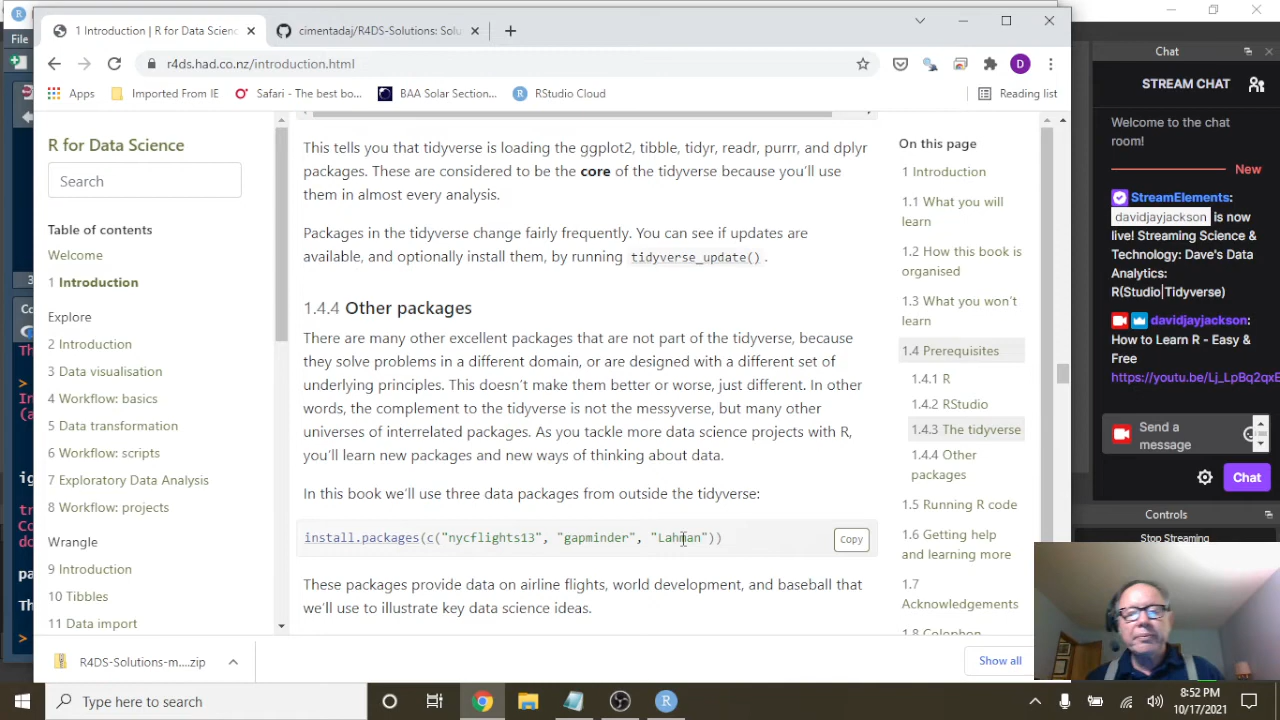 1 Introduction | R for Data Scienc
cimentadaj/R4DS-Solutions: Solu
File
r4ds.had.co.nz/introduction.html
D
Apps
Imported From IE
Safari - The best bo...
BAA Solar Section...
RStudio Cloud
Reading list
R for Data Science
Search
Table of contents
Welcome
1 Introduction
Explore
2 Introduction
3 Data visualisation
4 Workflow: basics
5 Data transformation
6 Workflow: scripts
7 Exploratory Data Analysis
8 Workflow: projects
Wrangle
9 Introduction
10 Tibbles
11 Data import
This tells you that tidyverse is loading the ggplot2, tibble, tidyr, readr, purrr, and dplyr
packages. These are considered to be the core of the tidyverse because you'll use
them in almost every analysis.
Packages in the tidyverse change fairly frequently. You can see if updates are
available, and optionally install them, by running tidyverse_update() .
1.4.4 Other packages
There are many other excellent packages that are not part of the tidyverse, because
they solve problems in a different domain, or are designed with a different set of
underlying principles. This doesn't make them better or worse, just different. In other
words, the complement to the tidyverse is not the messyverse, but many other
universes of interrelated packages. As you tackle more data science projects with R,
you'll learn new packages and new ways of thinking about data.
In this book we'll use three data packages from outside the tidyverse:
install.packages(c("nycflights13", "gapminder", "Lahman"))
Copy
These packages provide data on airline flights, world development, and baseball that
we'll use to illustrate key data science ideas.
On this page
1 Introduction
1.1 What you will
learn
1.2 How this book is
organised
1.3 What you won't
learn
1.4 Prerequisites
1.4.1 R
1.4.2 RStudio
1.4.3 The tidyverse
1.4.4 Other
packages
1.5 Running R code
1.6 Getting help
and learning more
1.7
Acknowledgements
1.8 Colophon
Chat
STREAM CHAT
Welcome to the chat
room!
New
StreamElements:
davidjayjackson is now
live! Streaming Science &
Technology: Dave's Data
Analytics:
R(Studio|Tidyverse)
davidjayjackson:
How to Learn R - Easy &
Free
https://youtu.be/Lj_LpBq2qxE
Send a
message
Chat
Controls
R4DS-Solutions-m....zip
Show all
Type here to search
8:52 PM
10/17/2021